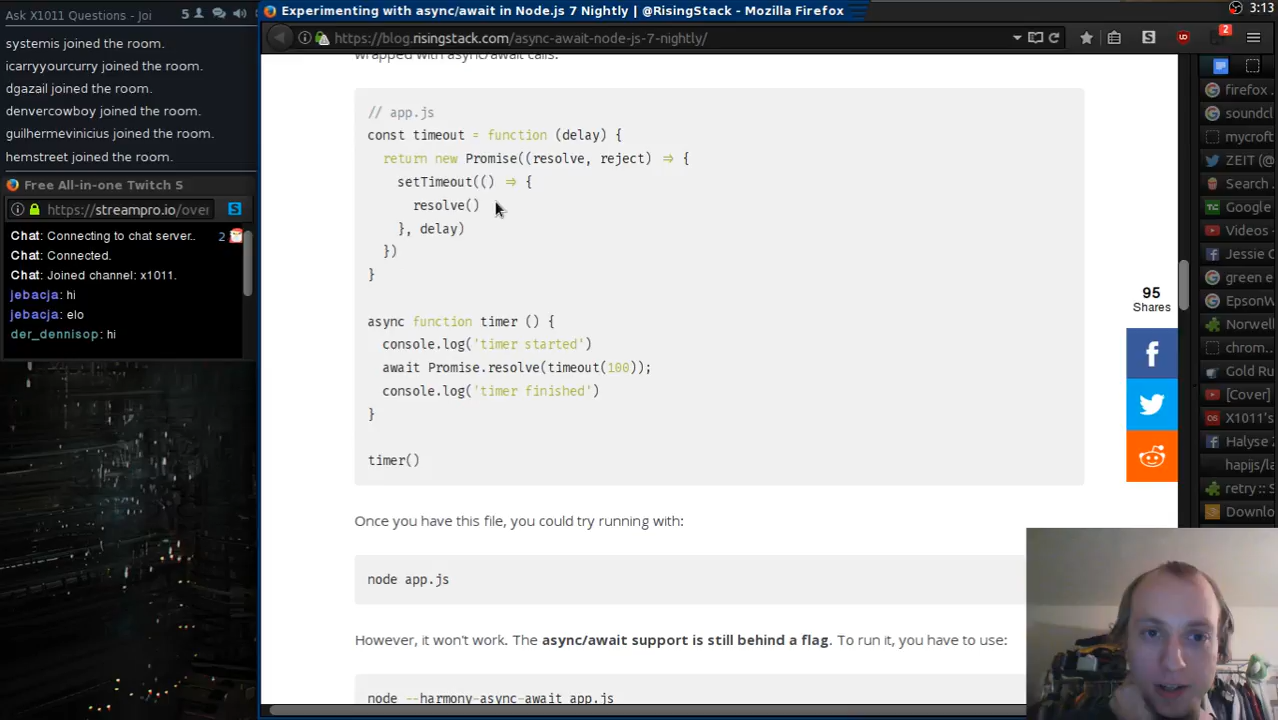 Ask X1011 Questions - Joi
5
systemis joined the room.
icarryyourcurry joined the room.
dgazail joined the room.
denvercowboy joined the room.
guilhermevinicius joined the room.
hemstreet joined the room.
Free All-in-one Twitch S
https://streampro.io/over
Chat: Connecting to chat server..
2
Chat: Connected.
Chat: Joined channel: x1011.
jebacja: hi
jebacja: elo
der_dennisop: hi
Experimenting with async/await in Node.js 7 Nightly | @RisingStack - Mozilla Firefox
3:13
https://blog.risingstack.com/async-await-node-js-7-nightly/
2
wrapped with async/await calls.
// app.js
const timeout = function (delay) {
return new Promise((resolve, reject) => {
setTimeout(() => {
resolve()
}, delay)
})
}
async function timer () {
console.log('timer started')
await Promise.resolve(timeout(100));
console.log('timer finished')
}
timer()
Once you have this file, you could try running with:
node app.js
However, it won't work. The async/await support is still behind a flag. To run it, you have to use:
node --harmony-async-await app.js
95
Shares
firefox .
soundcl
mycroft
ZEIT (@
Search .
Google
Videos -
Jessie C
green e
EpsonW
Norwell
chrom..
Gold Ru
[Cover]
X1011's
Halyse Z
hapijs/la
retry :: S
Downlo